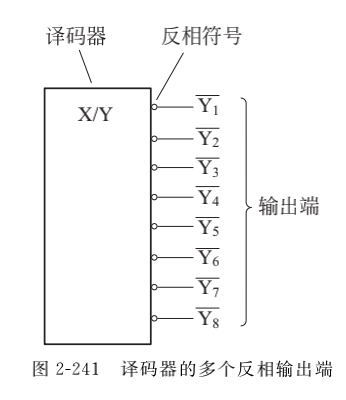 译码器 反相符号
X/Y
$\overline{Y_1}$
$\overline{Y_2}$
$\overline{Y_3}$
$\overline{Y_4}$
$\overline{Y_5}$
$\overline{Y_6}$
$\overline{Y_7}$
$\overline{Y_8}$
输出端
图 2-241 译码器的多个反相输出端